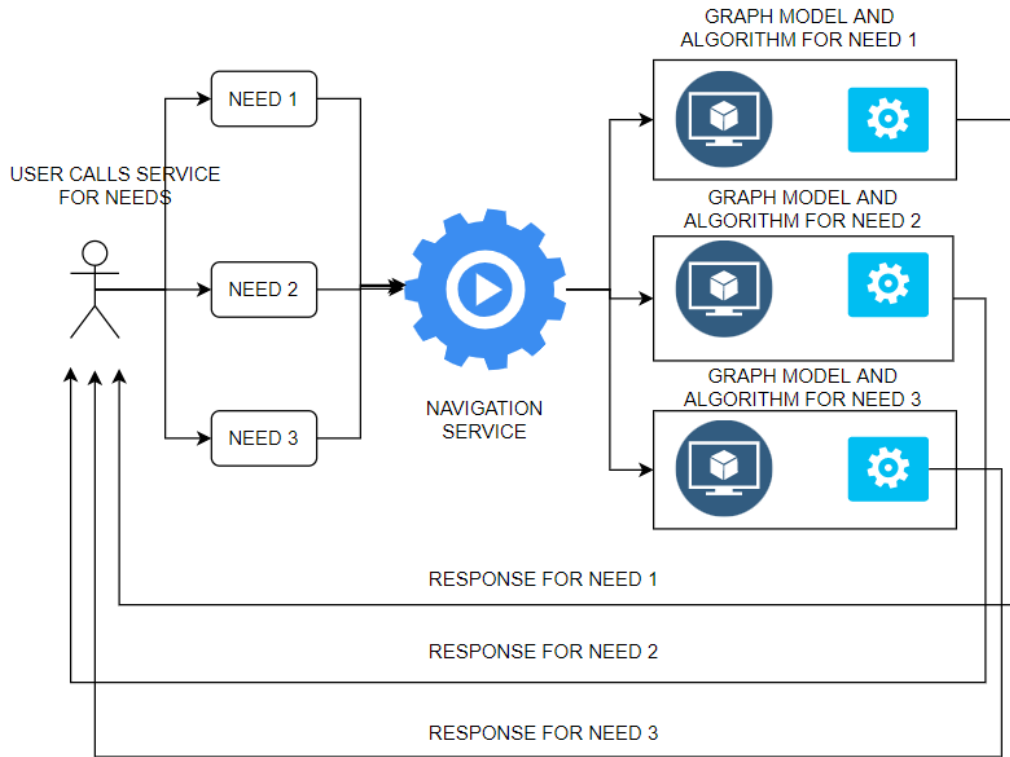 GRAPH MODEL AND
ALGORITHM FOR NEED 1
NEED 1
USER CALLS SERVICE
FOR NEEDS
GRAPH MODEL AND
ALGORITHM FOR NEED 2
NEED 2
GRAPH MODEL AND
ALGORITHM FOR NEED 3
NAVIGATION
SERVICE
NEED 3
RESPONSE FOR NEED 1
RESPONSE FOR NEED 2
RESPONSE FOR NEED 3